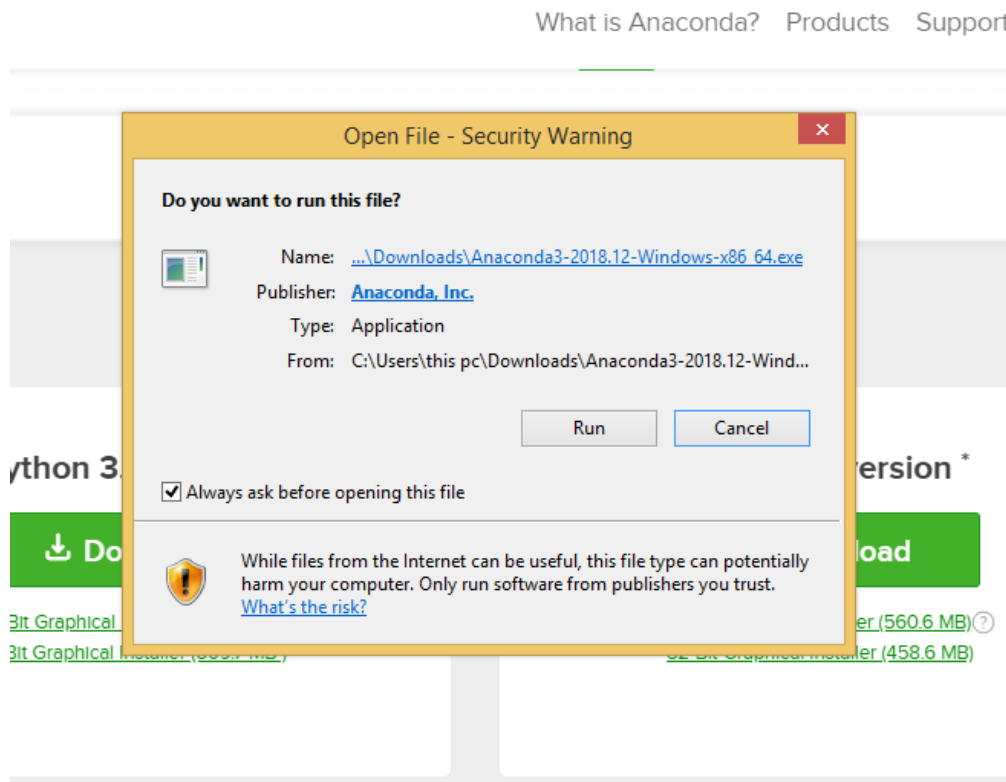 What is Anaconda? Products Support
Open File - Security Warning
Do you want to run this file?
Name: ...\Downloads\Anaconda3-2018.12-Windows-x86_64.exe
Publisher: Anaconda, Inc.
Type: Application
From: C:\Users\this pc\Downloads\Anaconda3-2018.12-Wind...
Run Cancel
ython 3. ersion *
Always ask before opening this file
Do load
While files from the Internet can be useful, this file type can potentially
harm your computer. Only run software from publishers you trust.
What's the risk?
Bit Graphical er (560.6 MB) ?
Bit Graphical Installer 32-Bit Graphical Installer (458.6 MB)